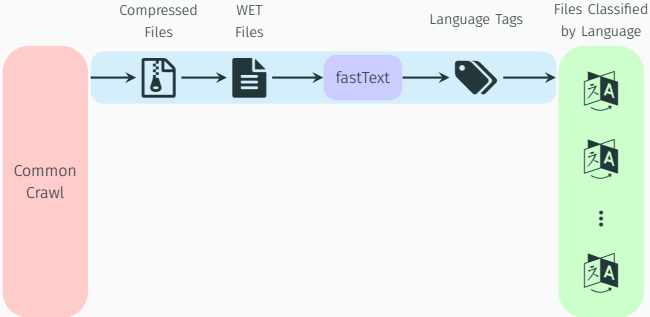 Compressed
Files
WET
Files
Language Tags
Files Classified
by Language
fastText
Common
Crawl